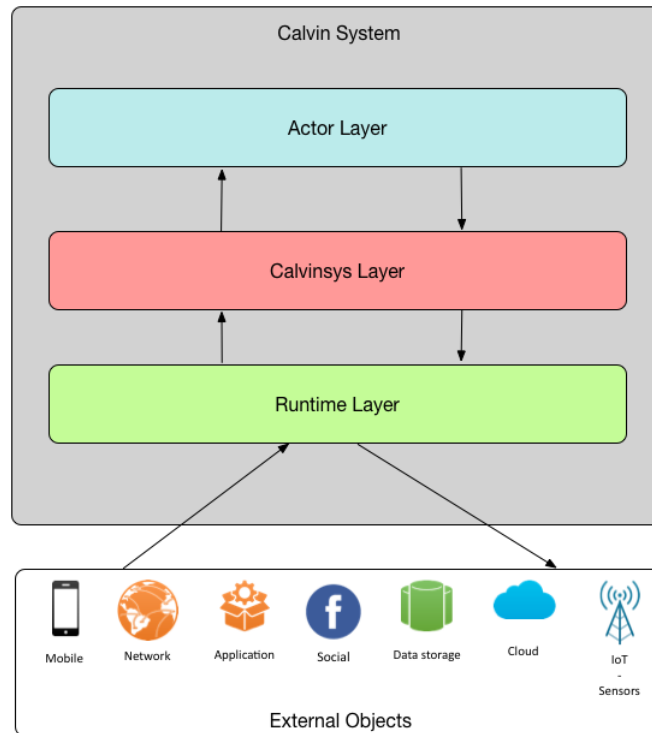 Calvin System
Actor Layer
Calvinsys Layer
Runtime Layer
f
Mobile
Network
Application
Social
Data storage
Cloud
IoT
-
Sensors
External Objects